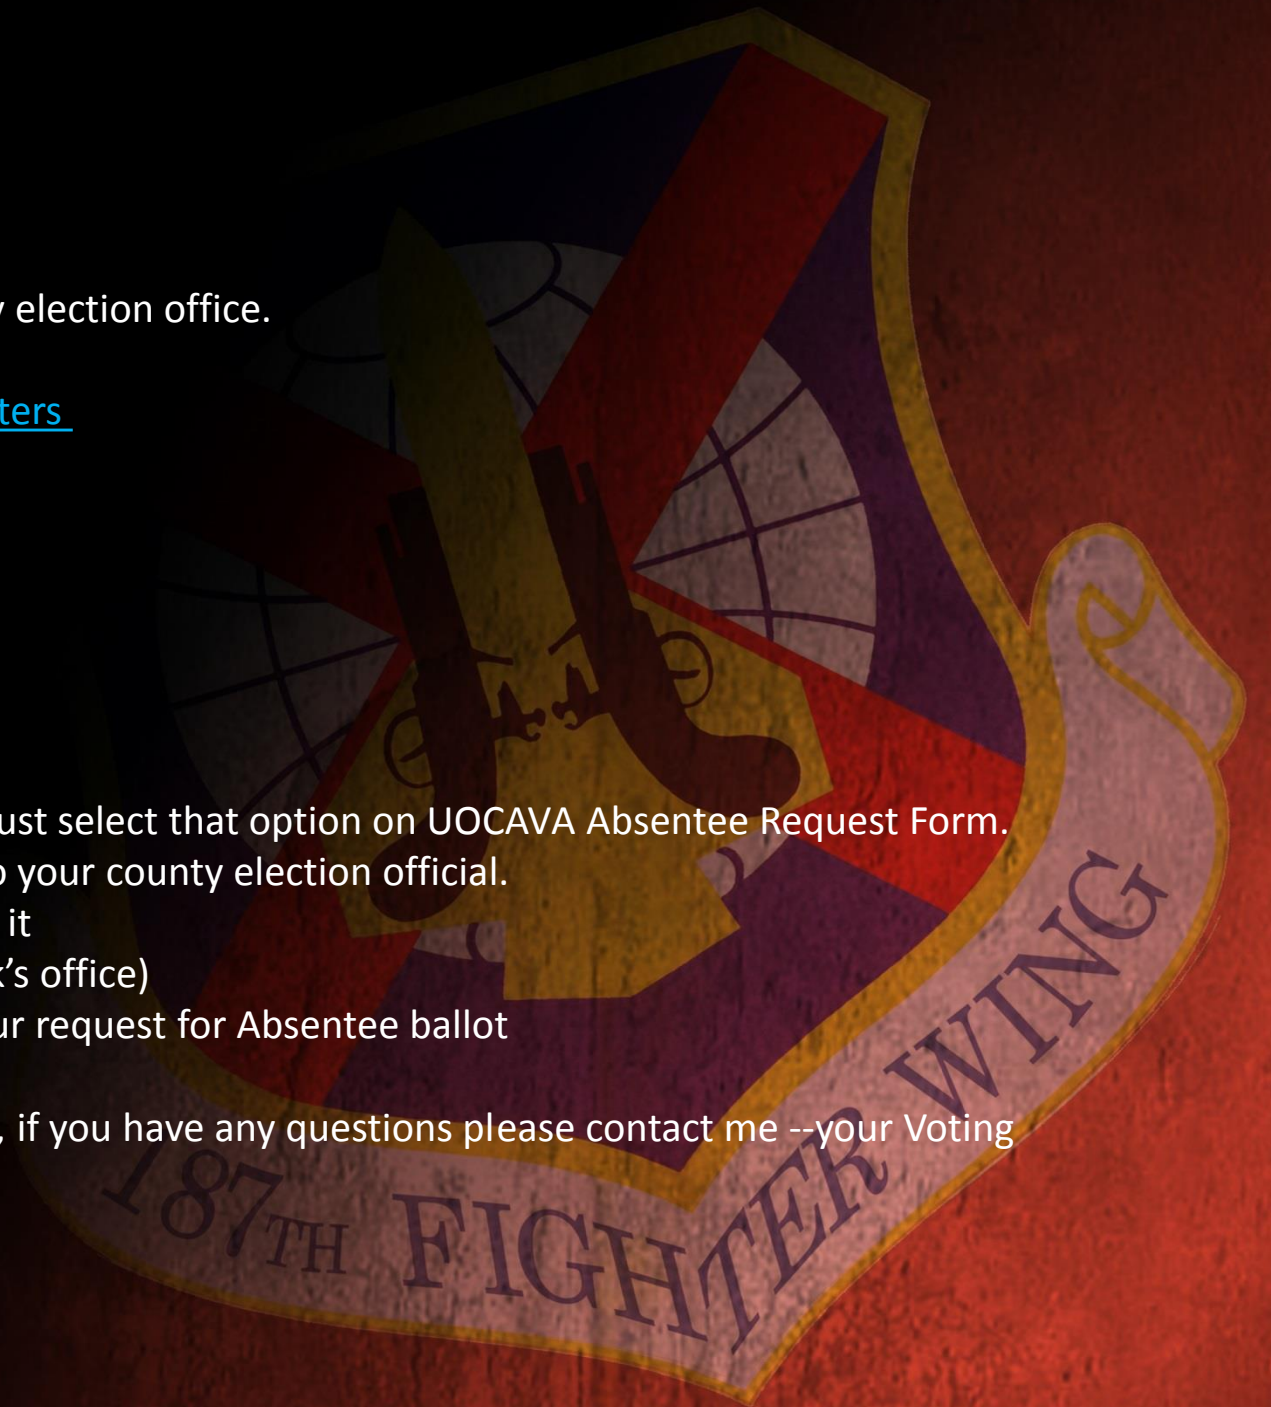 election office.
ters
ust select that option on UOCAVA Absentee Request Form.
your county election official.
it
k’s office)
ur request for Absentee ballot
, if you have any questions please contact me --your Voting
187TH FIGHTER WING